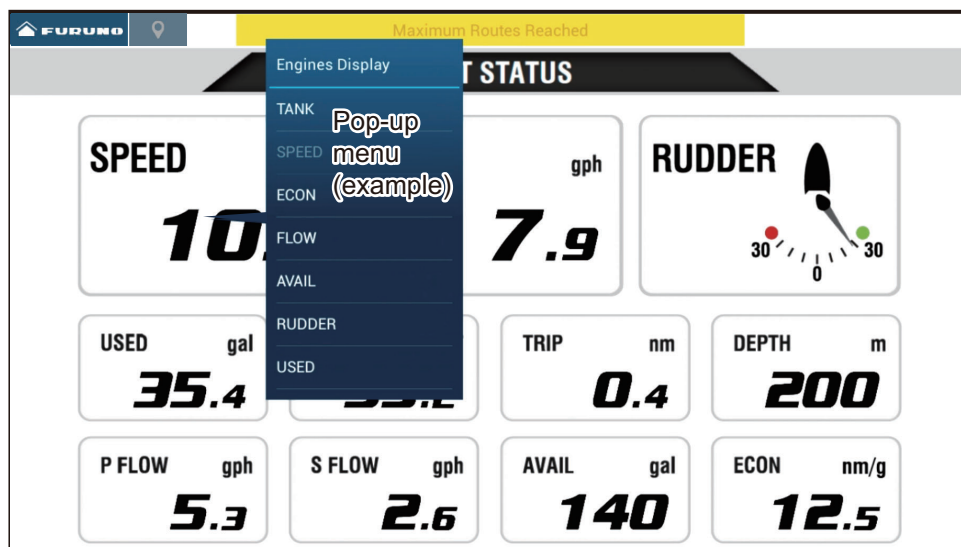 FURUNO
Maximum Routes Reached
Engines Display
T STATUS
TANK
SPEED
ECON
FLOW
AVAIL
RUDDER
USED
Pop-up
menu
(example)
SPEED
10.
gph
7.9
RUDDER
30
0
30
USED gal
35.4
TRIP nm
0.4
DEPTH m
200
P FLOW gph
5.3
S FLOW gph
2.6
AVAIL gal
140
ECON nm/g
12.5